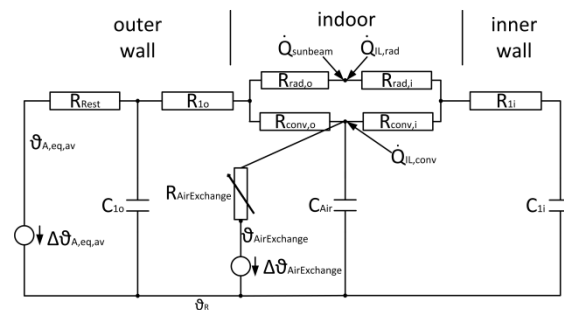 outer wall
indoor
inner wall
Q̇sunbeam
Q̇IL,rad
Rrad,o
Rrad,i
RRest
R1o
R1i
Rconv,o
Rconv,i
ϑA,eq,av
Q̇IL,conv
RAirExchange
C1o
CAir
C1i
ϑAirExchange
ΔϑA,eq,av
ΔϑAirExchange
ϑR